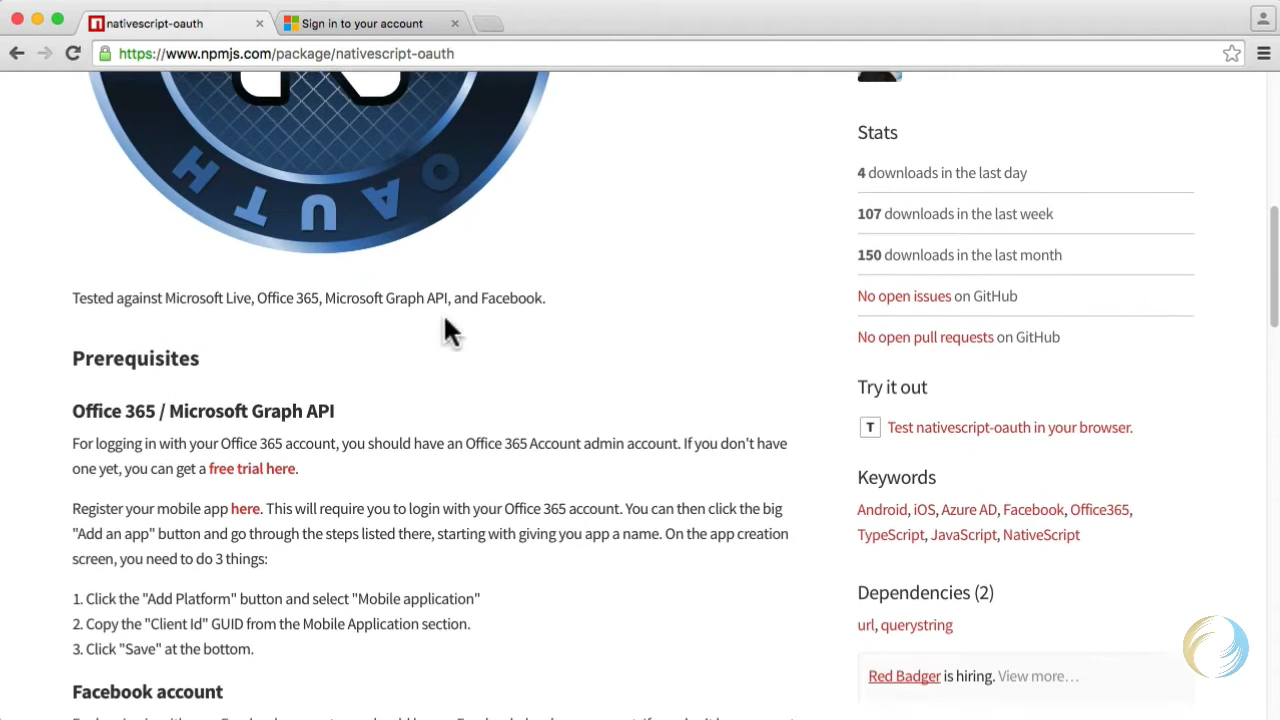 nativescript-oauth
Sign in to your account
https://www.npmjs.com/package/nativescript-oauth
OAUTH
Tested against Microsoft Live, Office 365, Microsoft Graph API, and Facebook.
Prerequisites
Office 365 / Microsoft Graph API
For logging in with your Office 365 account, you should have an Office 365 Account admin account. If you don't have
one yet, you can get a free trial here.
Register your mobile app here. This will require you to login with your Office 365 account. You can then click the big
"Add an app" button and go through the steps listed there, starting with giving you app a name. On the app creation
screen, you need to do 3 things:
1. Click the "Add Platform" button and select "Mobile application"
2. Copy the "Client Id" GUID from the Mobile Application section.
3. Click "Save" at the bottom.
Facebook account
Stats
4 downloads in the last day
107 downloads in the last week
150 downloads in the last month
No open issues on GitHub
No open pull requests on GitHub
Try it out
T Test nativescript-oauth in your browser.
Keywords
Android, iOS, Azure AD, Facebook, Office365,
TypeScript, JavaScript, NativeScript
Dependencies (2)
url, querystring
Red Badger is hiring. View more…